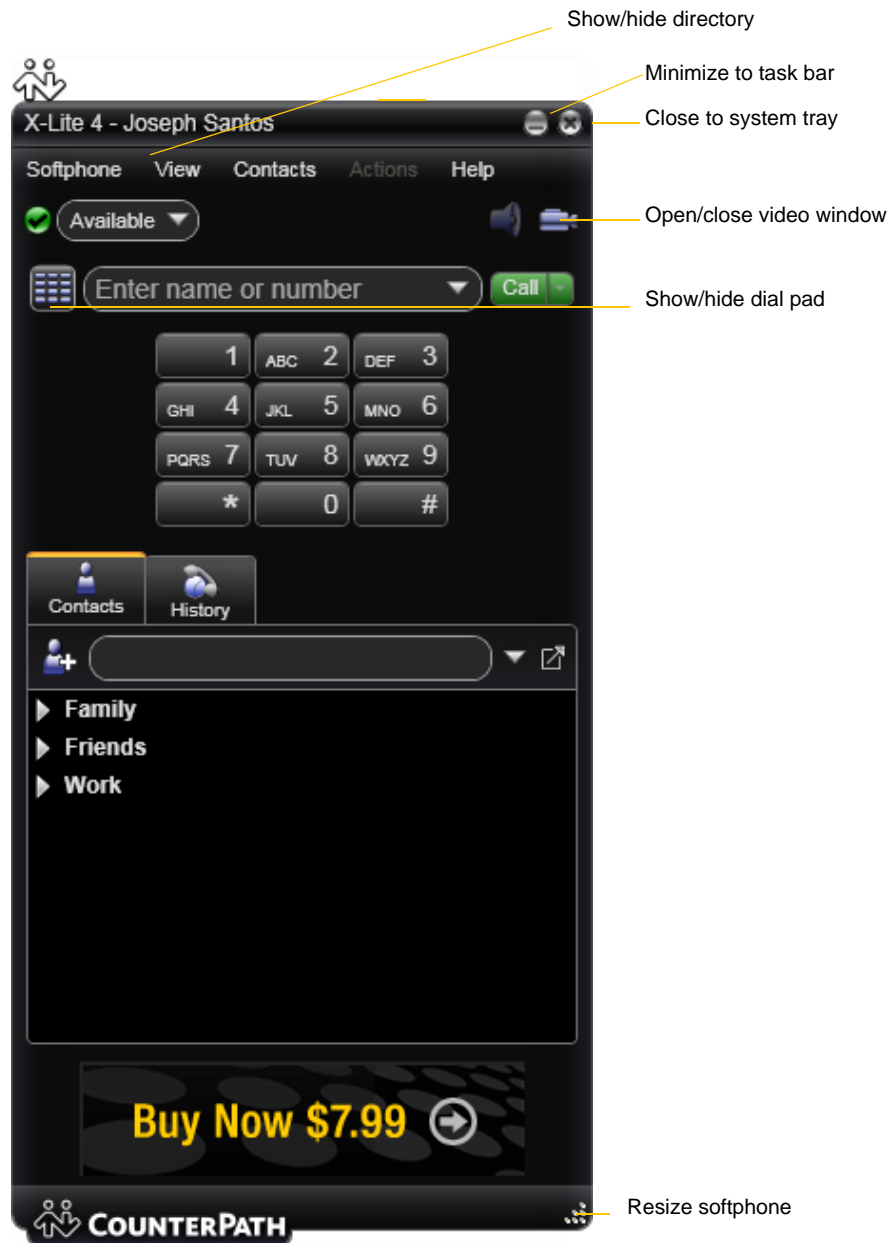 Show/hide directory
Minimize to task bar
X-Lite 4 - Joseph Santos
Close to system tray
Softphone View Contacts Actions Help
Available
Open/close video window
Enter name or number
Call
Show/hide dial pad
1 ABC 2 DEF 3
GHI 4 JKL 5 MNO 6
PQRS 7 TUV 8 WXYZ 9
* 0 #
Contacts History
Family
Friends
Work
Buy Now $7.99
Resize softphone
COUNTERPATH